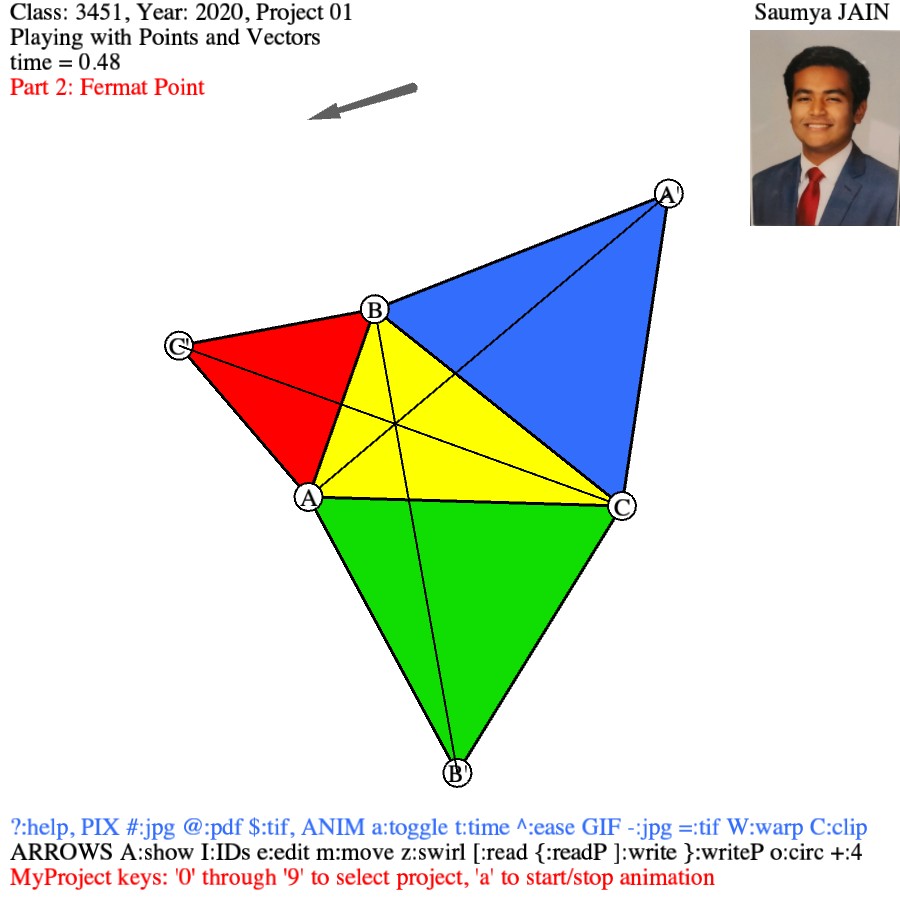 Class: 3451, Year: 2020, Project 01
Saumya JAIN
Playing with Points and Vectors
time = 0.48
Part 2: Fermat Point
A'
B
C'
A
C
B'
?:help, PIX #:jpg @:pdf $:tif, ANIM a:toggle t:time ^:ease GIF -:jpg =:tif W:warp C:clip
ARROWS A:show I:IDs e:edit m:move z:swirl [:read {:readP ]:write }:writeP o:circ +:4
MyProject keys: '0' through '9' to select project, 'a' to start/stop animation